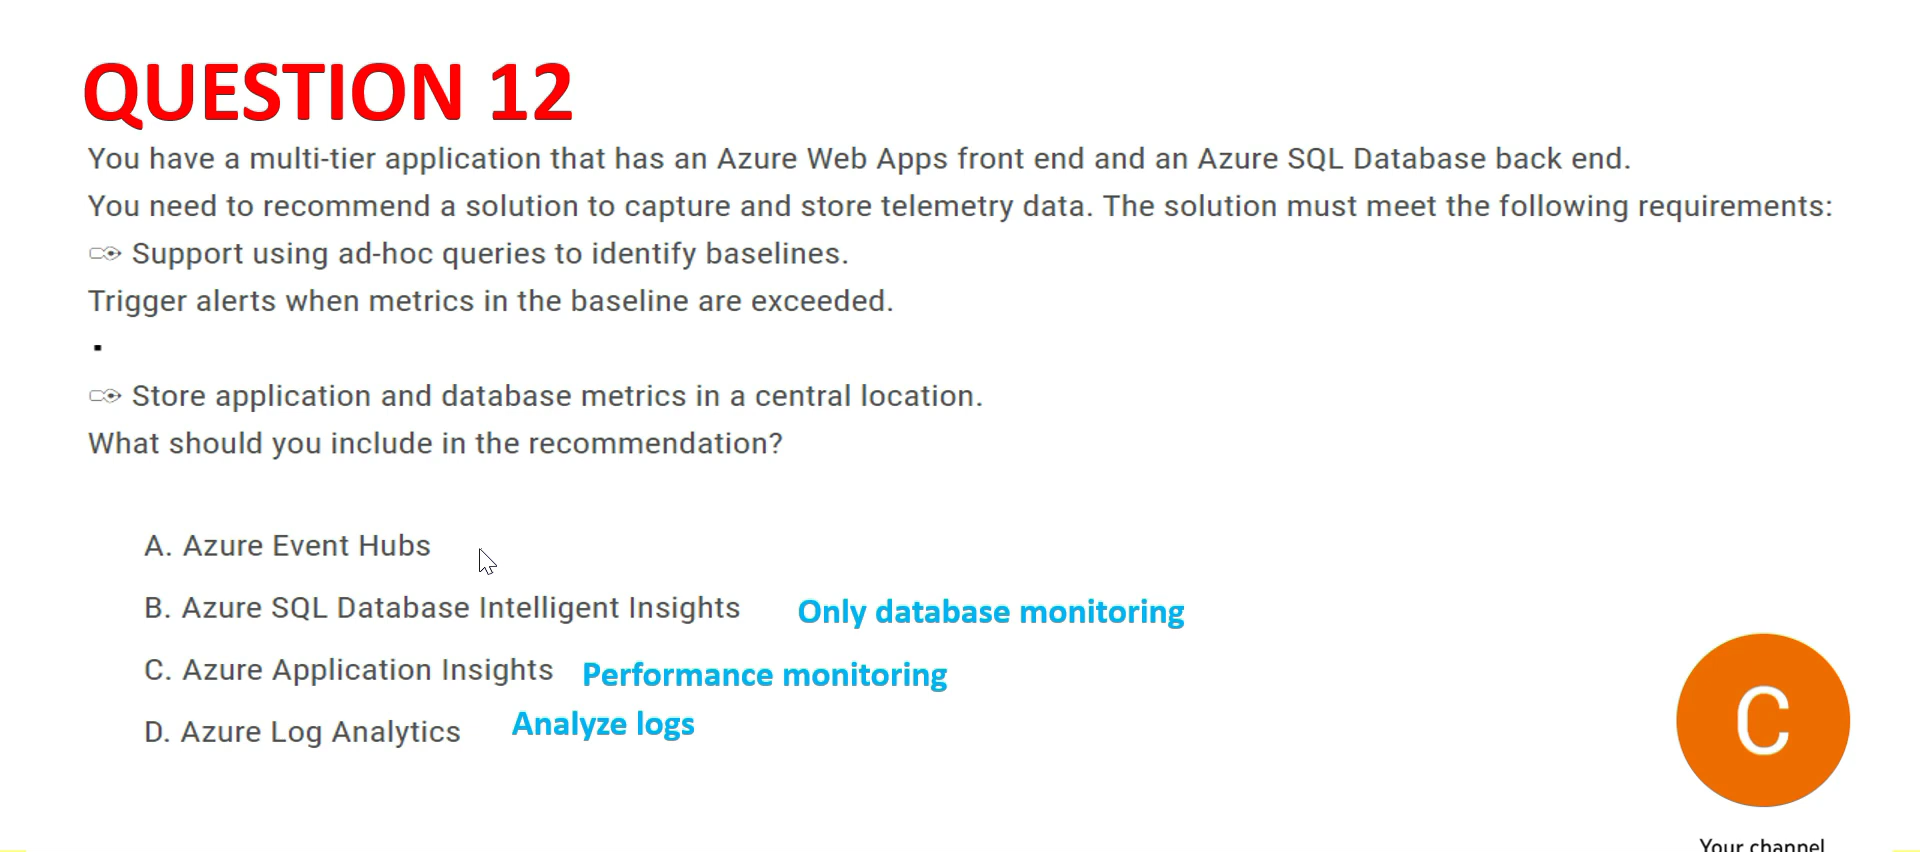 QUESTION 12
You have a multi-tier application that has an Azure Web Apps front end and an Azure SQL Database back end.
You need to recommend a solution to capture and store telemetry data. The solution must meet the following requirements:
Support using ad-hoc queries to identify baselines.
Trigger alerts when metrics in the baseline are exceeded.
Store application and database metrics in a central location.
What should you include in the recommendation?
A. Azure Event Hubs
B. Azure SQL Database Intelligent Insights Only database monitoring
C. Azure Application Insights Performance monitoring
D. Azure Log Analytics Analyze logs
C
Your channel